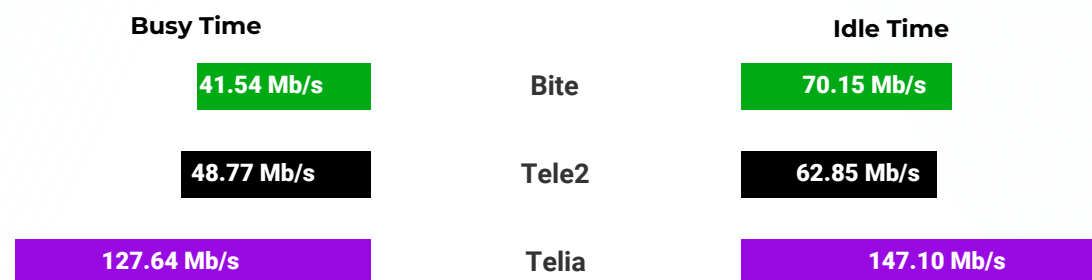 Busy Time Idle Time
41.54 Mb/s Bite 70.15 Mb/s
48.77 Mb/s Tele2 62.85 Mb/s
127.64 Mb/s Telia 147.10 Mb/s